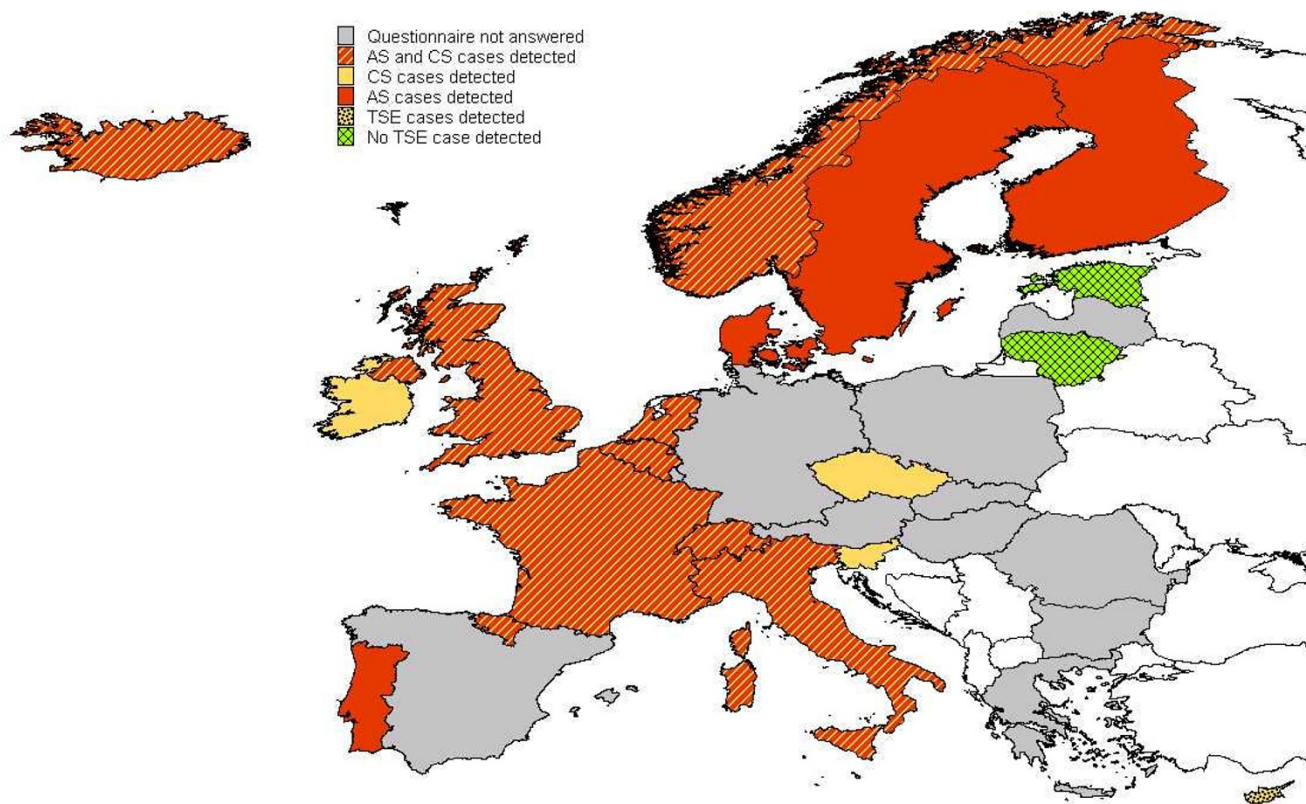 Questionnaire not answered
AS and CS cases detected
CS cases detected
AS cases detected
TSE cases detected
No TSE case detected